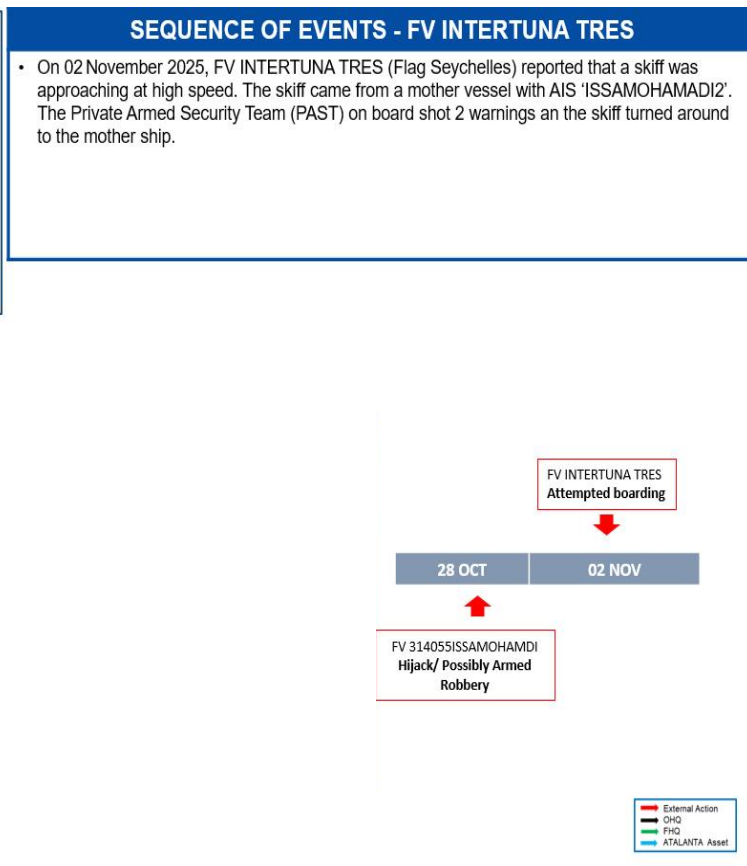 SEQUENCE OF EVENTS - FV INTERTUNA TRES
• On 02 November 2025, FV INTERTUNA TRES (Flag Seychelles) reported that a skiff was
approaching at high speed. The skiff came from a mother vessel with AIS ‘ISSAMOHAMADI2’.
The Private Armed Security Team (PAST) on board shot 2 warnings an the skiff turned around
to the mother ship.
FV INTERTUNA TRES
Attempted boarding
28 OCT
02 NOV
FV 314055ISSAMOHAMDI
Hijack/ Possibly Armed
Robbery
External Action
OHQ
FHQ
ATALANTA Asset